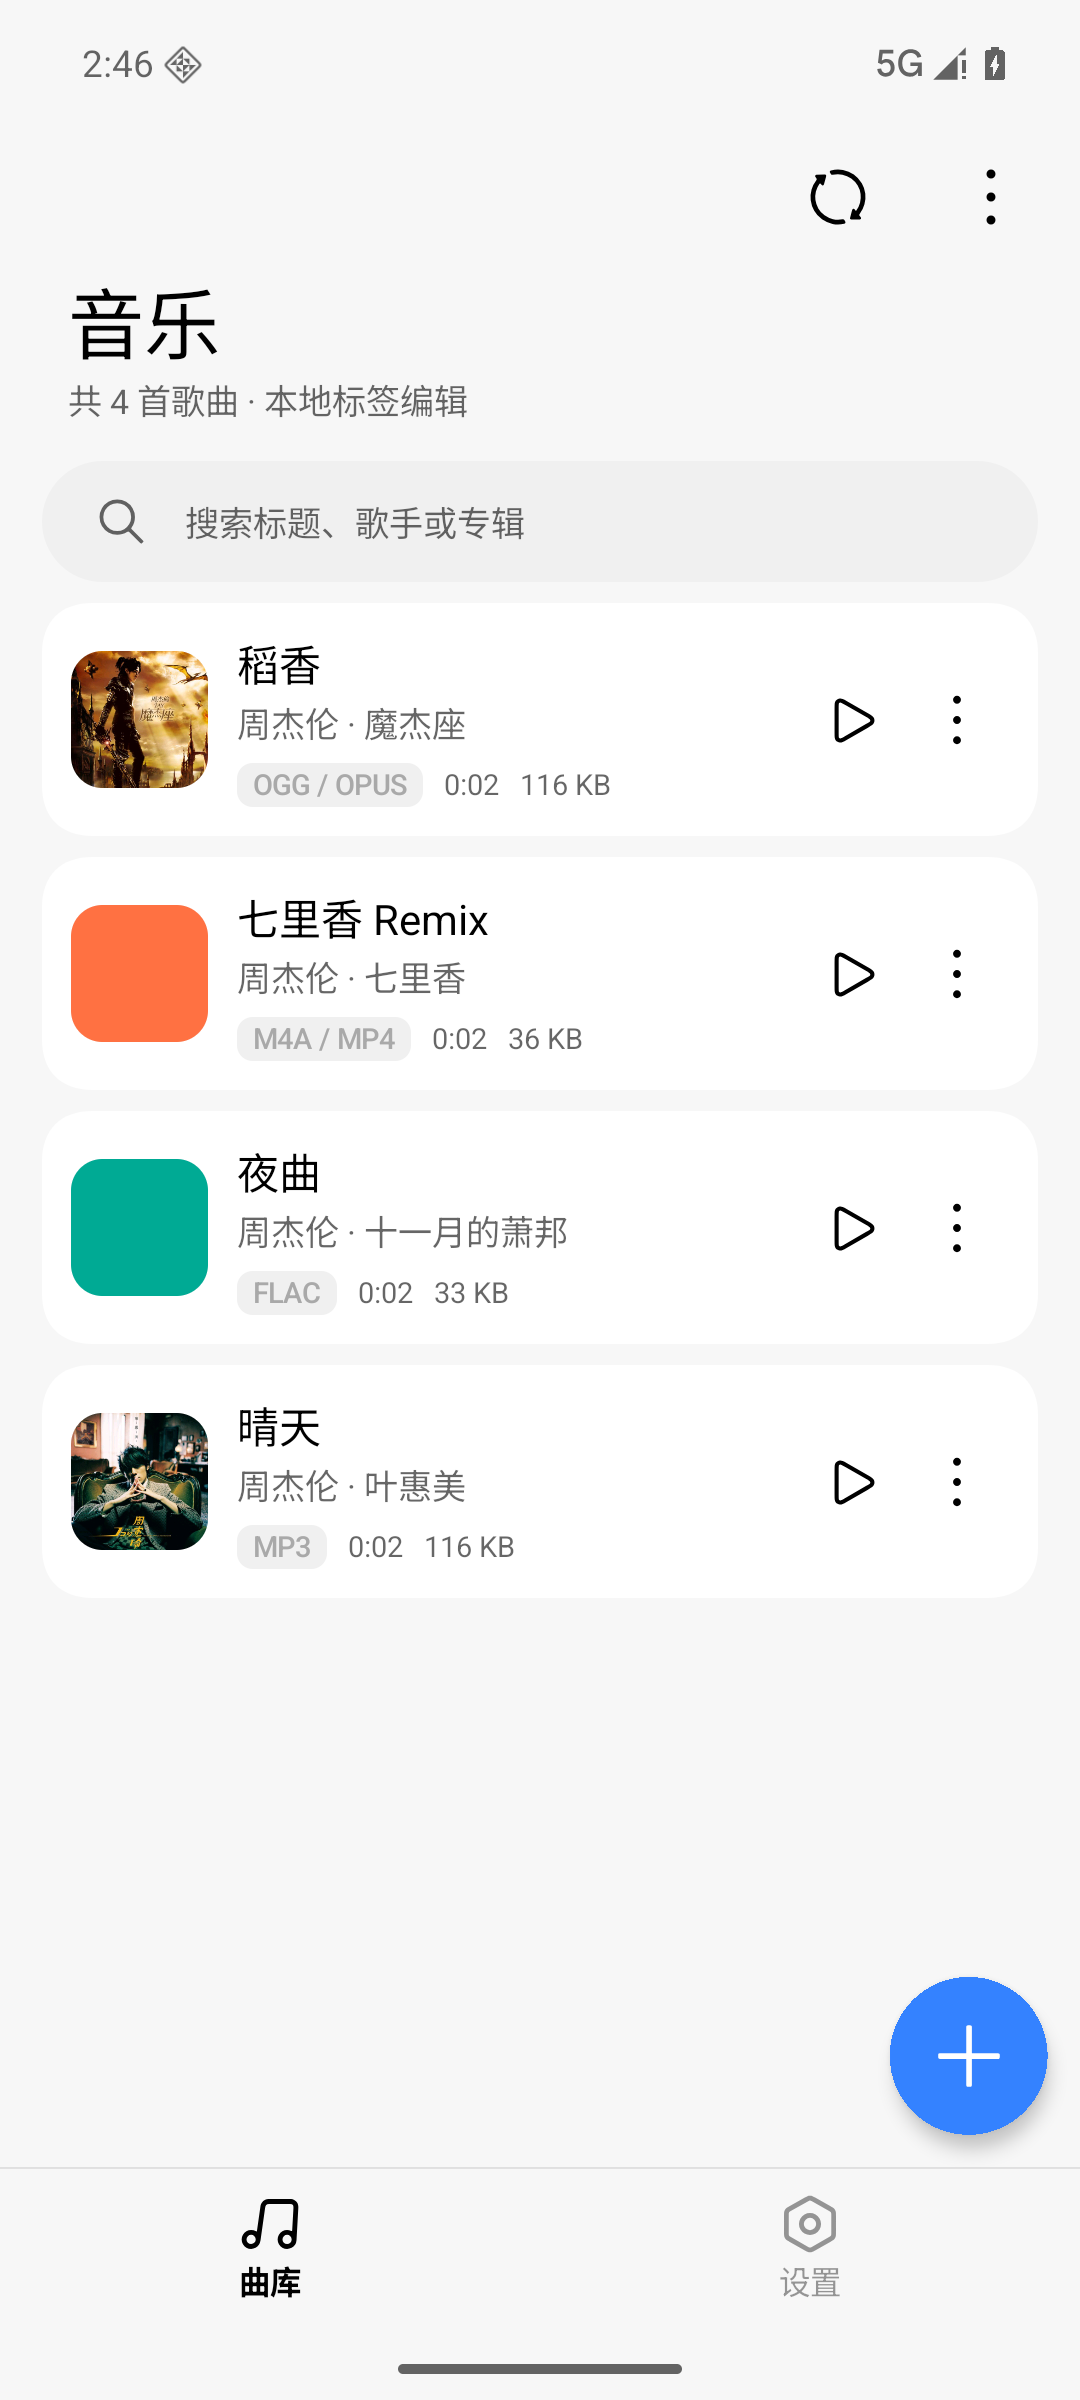 2:46
5G
音乐
共 4 首歌曲 · 本地标签编辑
搜索标题、歌手或专辑
稻香
周杰伦 · 魔杰座
OGG / OPUS 0:02 116 KB
七里香 Remix
周杰伦 · 七里香
M4A / MP4 0:02 36 KB
夜曲
周杰伦 · 十一月的萧邦
FLAC 0:02 33 KB
晴天
周杰伦 · 叶惠美
MP3 0:02 116 KB
曲库
设置